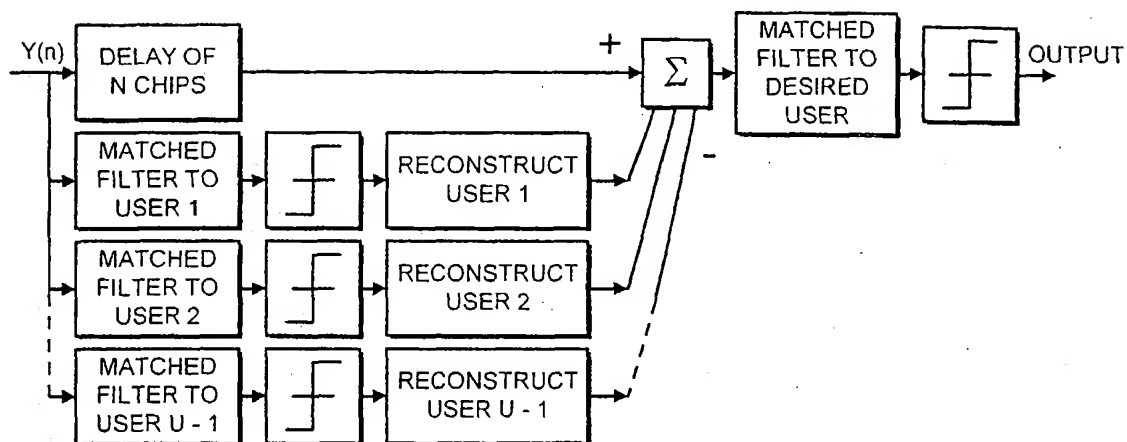 Y(n)
DELAY OF
N CHIPS
+
Σ
MATCHED
FILTER TO
DESIRED
USER
OUTPUT
-
MATCHED
FILTER TO
USER 1
RECONSTRUCT
USER 1
MATCHED
FILTER TO
USER 2
RECONSTRUCT
USER 2
MATCHED
FILTER TO
USER U - 1
RECONSTRUCT
USER U - 1